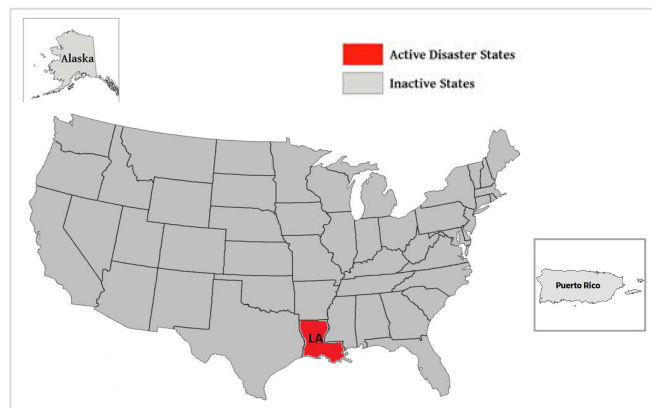 Alaska
Active Disaster States
Inactive States
Puerto Rico
LA